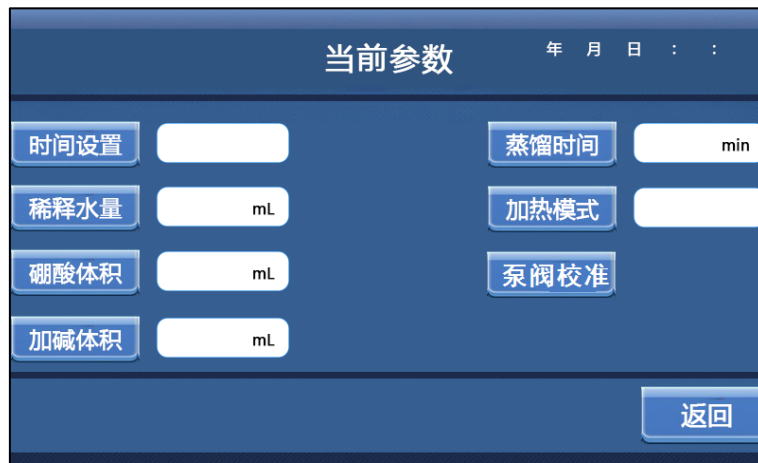 当前参数 年 月 日 : :
时间设置 蒸馏时间 min
稀释水量 mL 加热模式
硼酸体积 mL 泵阀校准
加碱体积 mL
返回